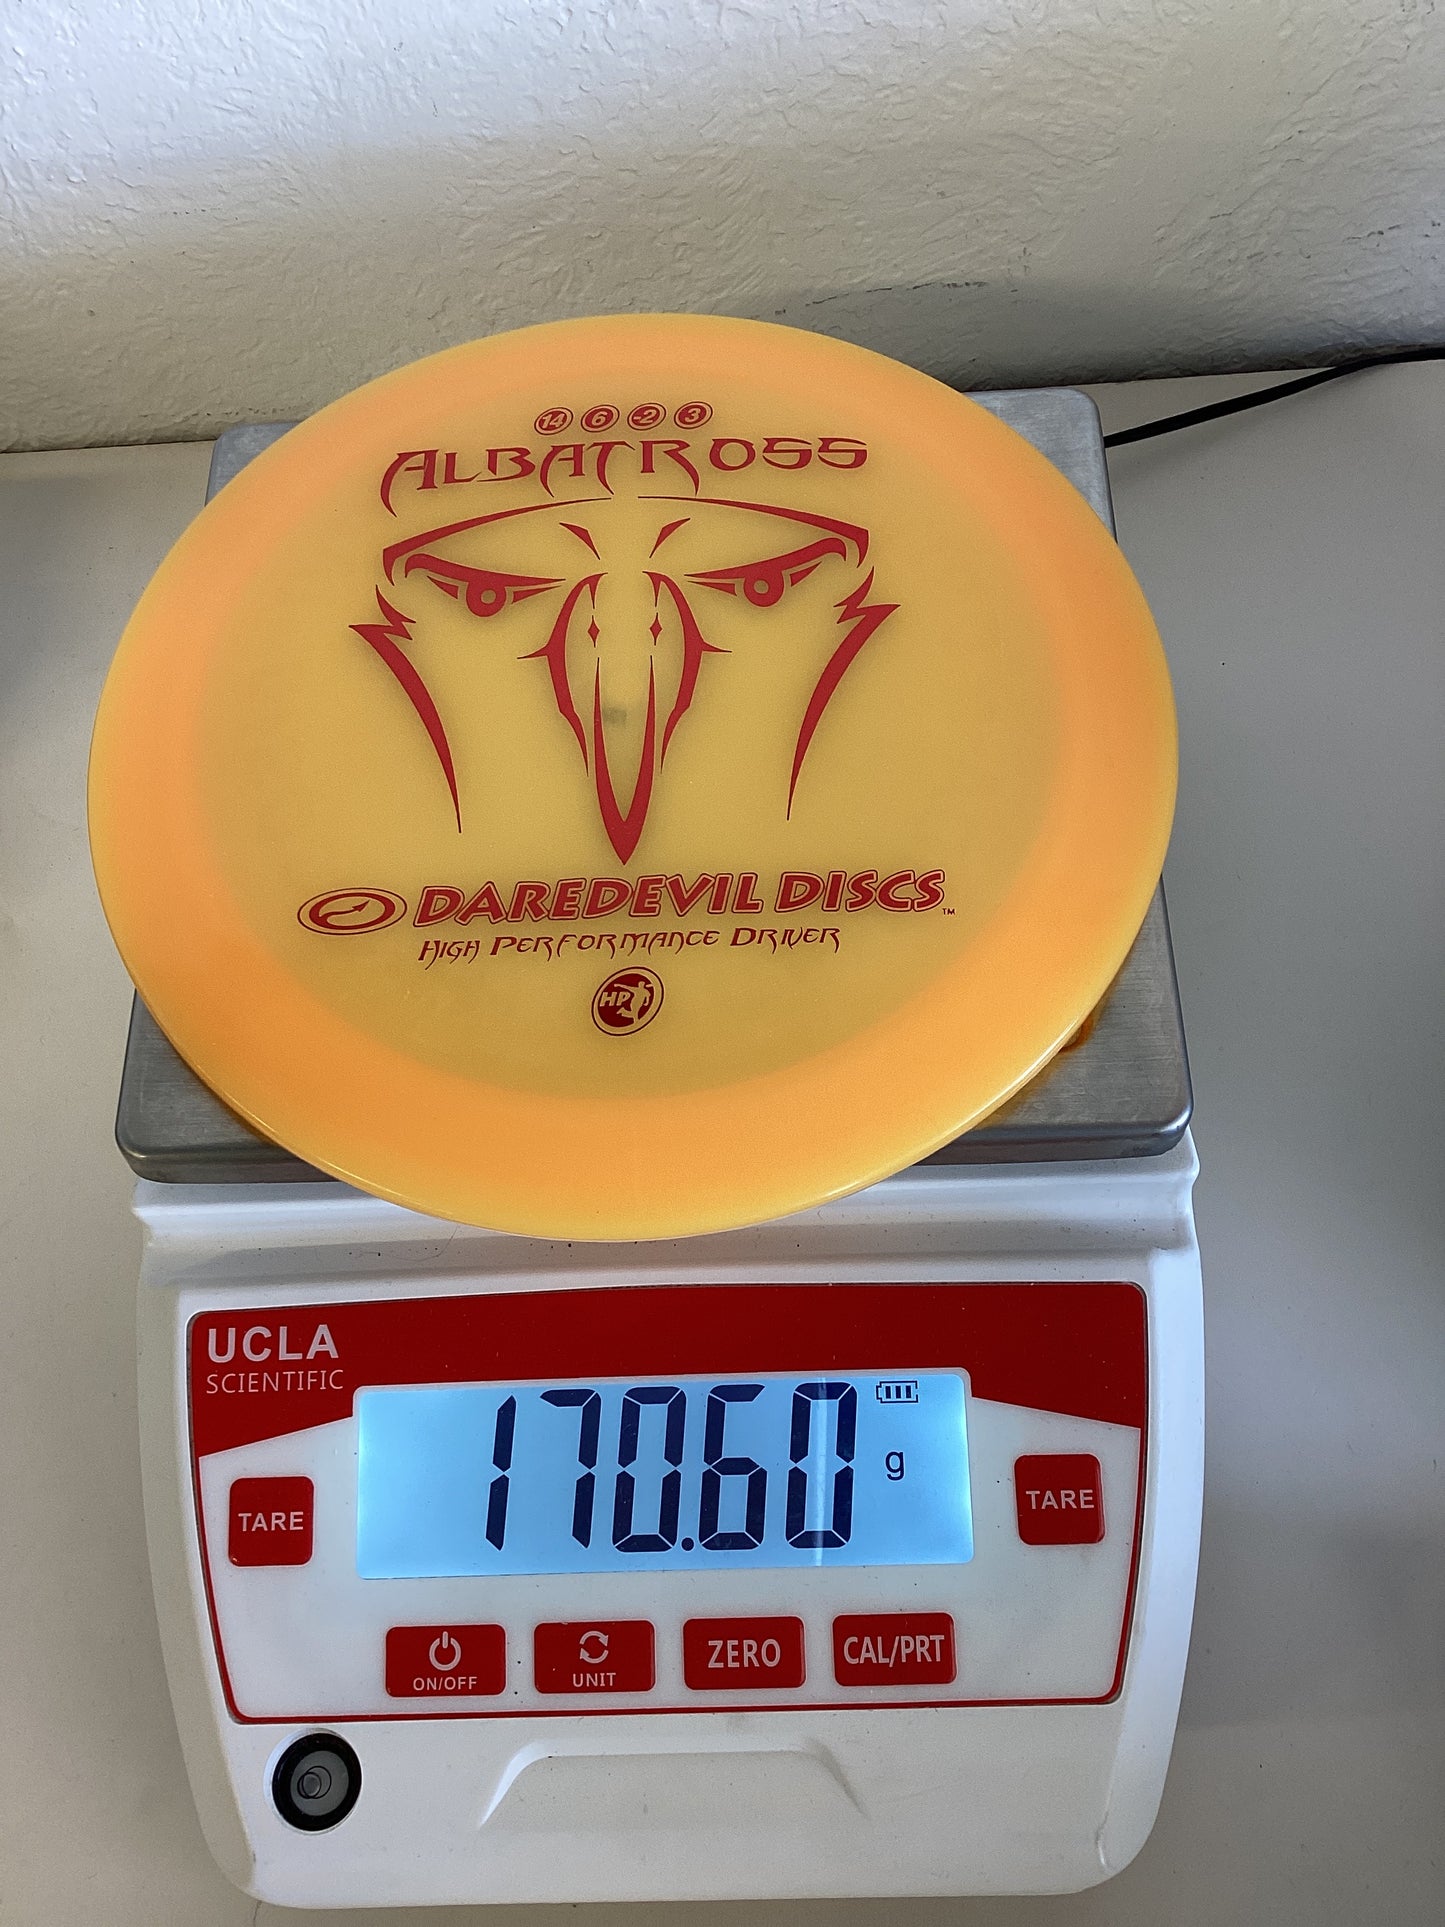 14 6 -2 3
ALBATROSS
DAREDEVIL DISCS™
HIGH PERFORMANCE DRIVER
HP
UCLA
SCIENTIFIC
170.60 g
TARE
TARE
ON/OFF
UNIT
ZERO
CAL/PRT